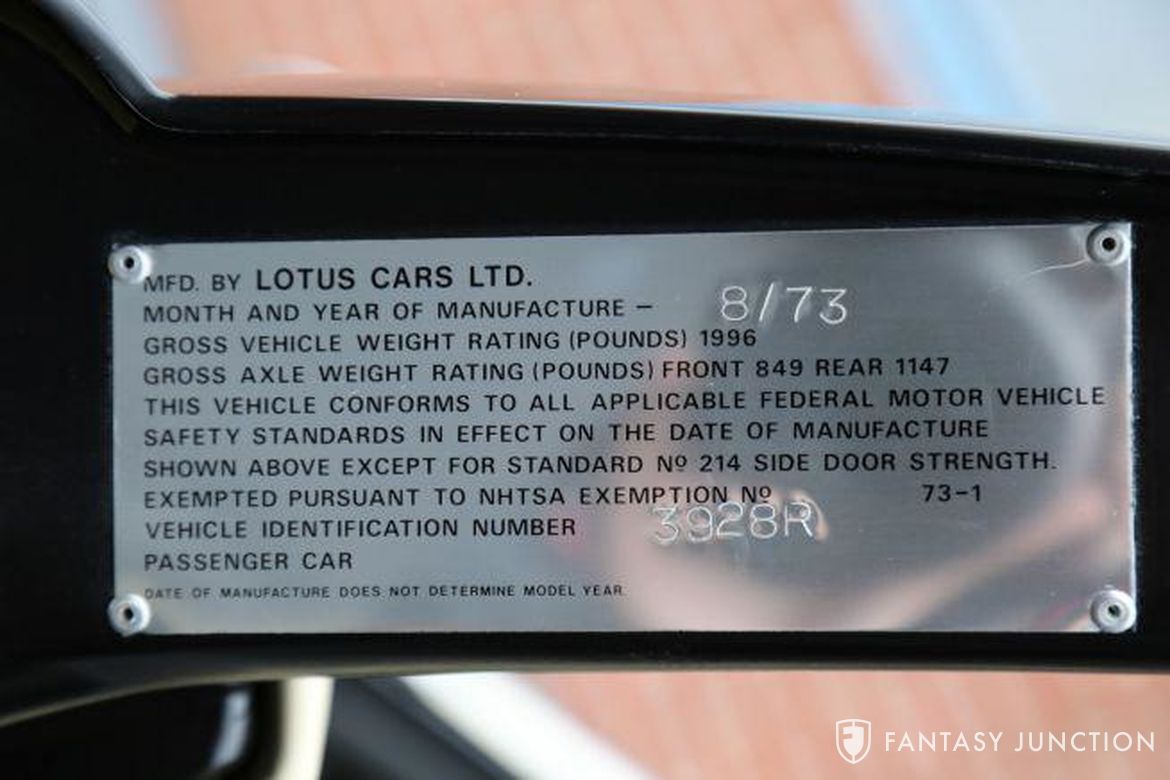 MFD. BY LOTUS CARS LTD.
MONTH AND YEAR OF MANUFACTURE – 8/73
GROSS VEHICLE WEIGHT RATING (POUNDS) 1996
GROSS AXLE WEIGHT RATING (POUNDS) FRONT 849 REAR 1147
THIS VEHICLE CONFORMS TO ALL APPLICABLE FEDERAL MOTOR VEHICLE
SAFETY STANDARDS IN EFFECT ON THE DATE OF MANUFACTURE
SHOWN ABOVE EXCEPT FOR STANDARD Nº 214 SIDE DOOR STRENGTH.
EXEMPTED PURSUANT TO NHTSA EXEMPTION Nº 73–1
VEHICLE IDENTIFICATION NUMBER 3928R
PASSENGER CAR
DATE OF MANUFACTURE DOES NOT DETERMINE MODEL YEAR.
FANTASY JUNCTION